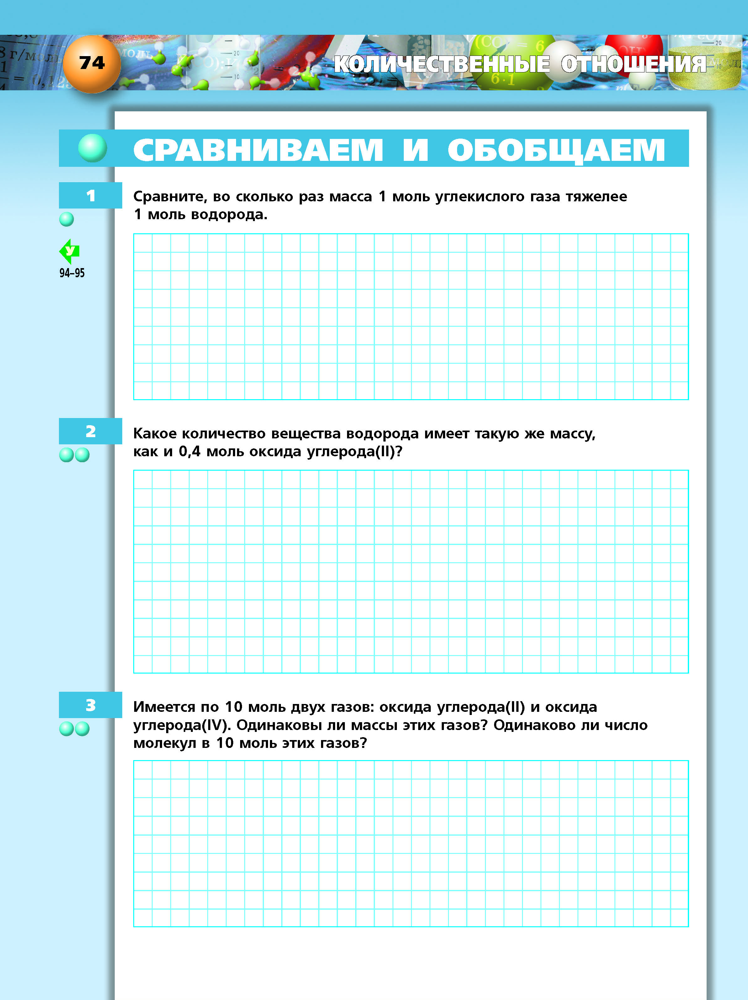 74
КОЛИЧЕСТВЕННЫЕ ОТНОШЕНИЯ
СРАВНИВАЕМ И ОБОБЩАЕМ
1
Сравните, во сколько раз масса 1 моль углекислого газа тяжелее
1 моль водорода.
У
94–95
2
Какое количество вещества водорода имеет такую же массу,
как и 0,4 моль оксида углерода(II)?
3
Имеется по 10 моль двух газов: оксида углерода(II) и оксида
углерода(IV). Одинаковы ли массы этих газов? Одинаково ли число
молекул в 10 моль этих газов?